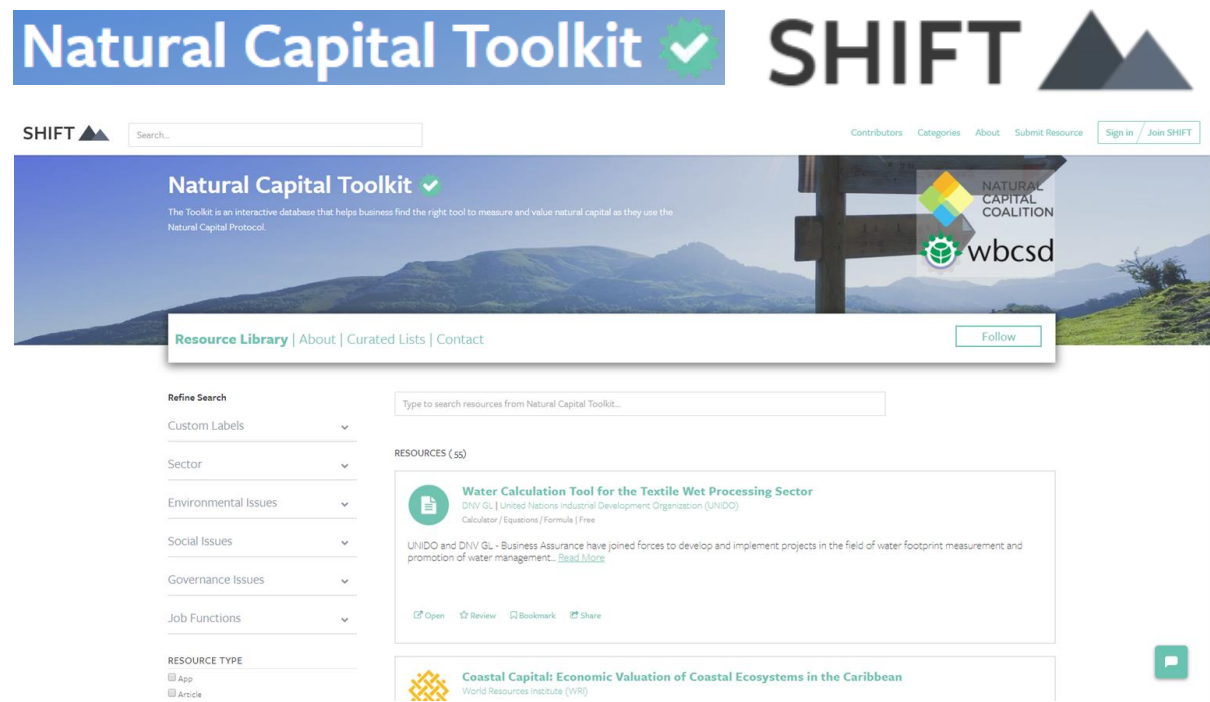 Natural Capital Toolkit
SHIFT
SHIFT
Search...
Contributors Categories About Submit Resource Sign in / Join SHIFT
Natural Capital Toolkit
The Toolkit is an interactive database that helps business find the right tool to measure and value natural capital as they use the
Natural Capital Protocol.
NATURAL
CAPITAL
COALITION
wbcsd
Resource Library | About | Curated Lists | Contact
Follow
Refine Search
Custom Labels
Sector
Environmental Issues
Social Issues
Governance Issues
Job Functions
RESOURCE TYPE
App
Article
Type to search resources from Natural Capital Toolkit...
RESOURCES (55)
Water Calculation Tool for the Textile Wet Processing Sector
DNV GL | United Nations Industrial Development Organization (UNIDO)
Calculator / Equations / Formula | Free
UNIDO and DNV GL - Business Assurance have joined forces to develop and implement projects in the field of water footprint measurement and
promotion of water management... Read More
Open Review Bookmark Share
Coastal Capital: Economic Valuation of Coastal Ecosystems in the Caribbean
World Resources Institute (WRI)